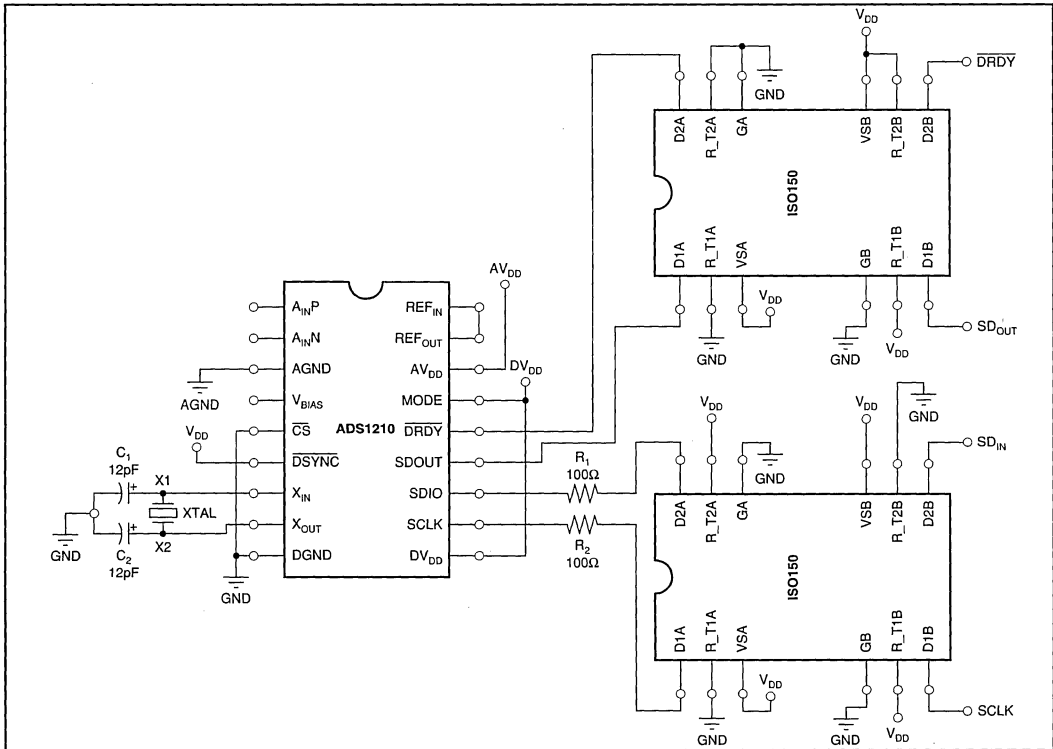 V_DD
DRDY
GND
D2A
R_T2A
GA
VSB
R_T2B
D2B
ISO150
D1A
R_T1A
VSA
GB
R_T1B
D1B
V_DD
GND
GND
V_DD
SD_OUT
AV_DD
A_INP
REF_IN
A_INN
REF_OUT
AGND
AV_DD
DV_DD
AGND
V_BIAS
MODE
V_DD
CS
ADS1210
DRDY
DSYNC
SDOUT
C1
12pF
X1
X_IN
SDIO
R1
100Ω
XTAL
X_OUT
SCLK
R2
100Ω
GND
C2
12pF
X2
DGND
DV_DD
GND
V_DD
GND
V_DD
GND
SD_IN
D2A
R_T2A
GA
VSB
R_T2B
D2B
ISO150
D1A
R_T1A
VSA
GB
R_T1B
D1B
V_DD
GND
GND
V_DD
SCLK